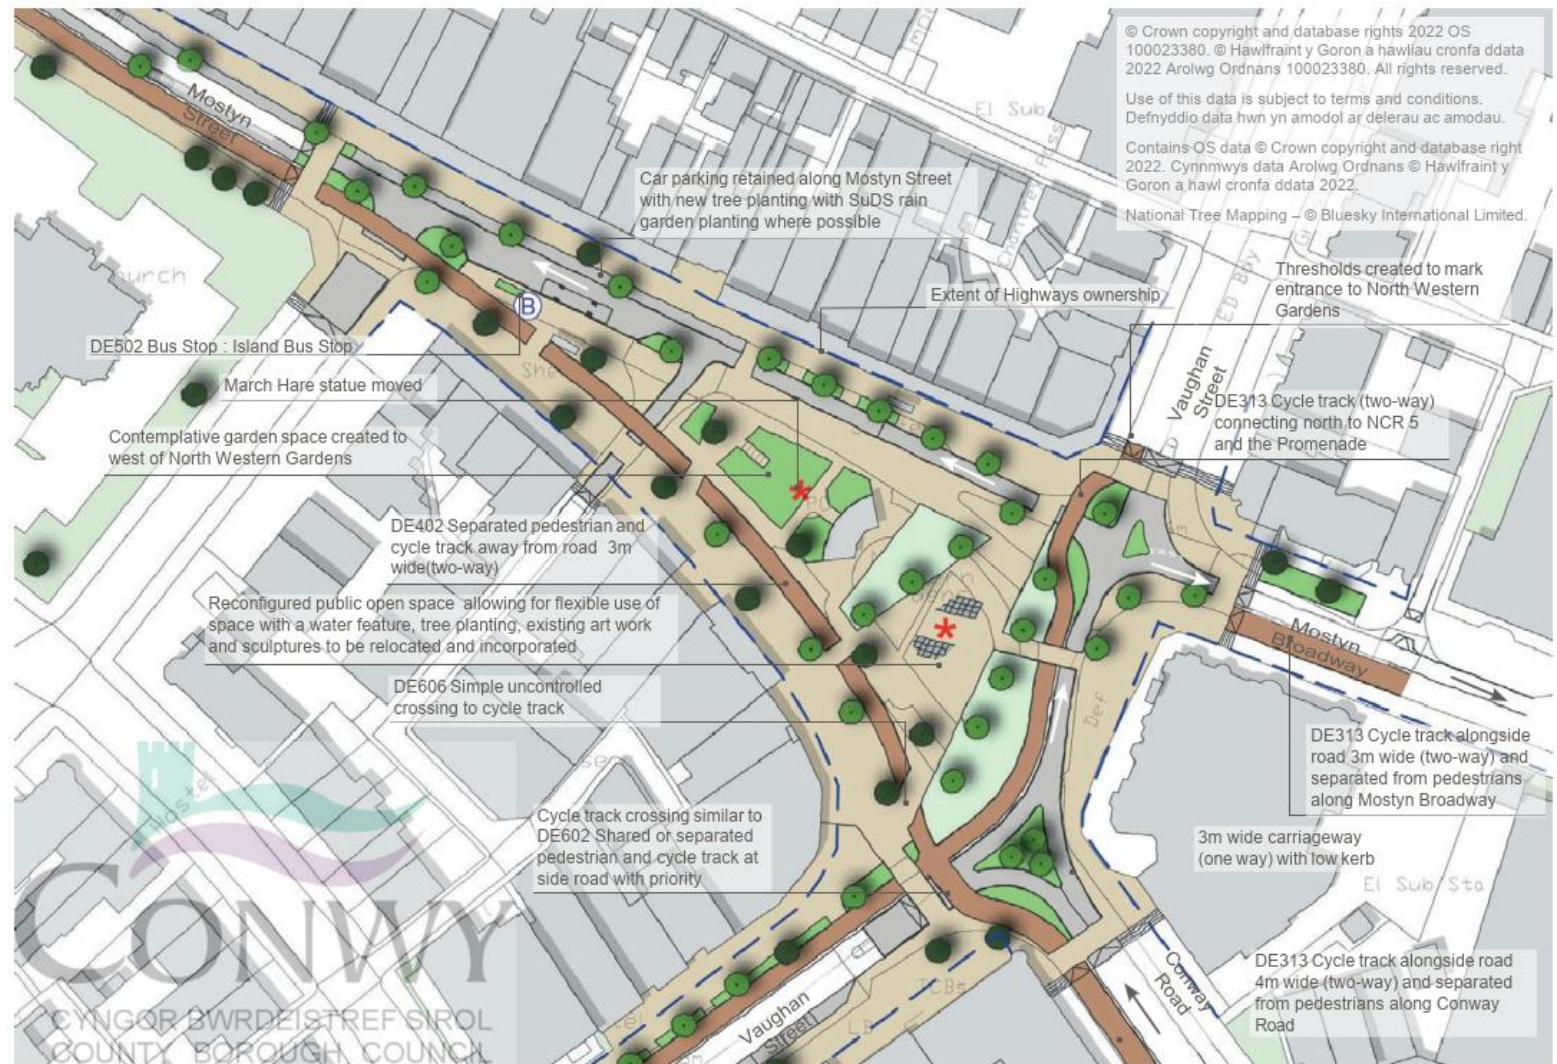 © Crown copyright and database rights 2022 OS
100023380. © Hawlfraint y Goron a hawliau cronfa ddata
2022 Arolwg Ordnans 100023380. All rights reserved.
Use of this data is subject to terms and conditions.
Defnyddio data hwn yn amodol ar delerau ac amodau.
Contains OS data © Crown copyright and database right
2022. Cynnmwys data Arolwg Ordnans © Hawlfraint y
Goron a hawl cronfa ddata 2022.
National Tree Mapping – © Bluesky International Limited.
Mostyn
Street
El Sub
Car parking retained along Mostyn Street
with new tree planting with SuDS rain
garden planting where possible
Thresholds created to mark
entrance to North Western
Gardens
Extent of Highways ownership
B
DE502 Bus Stop : Island Bus Stop
March Hare statue moved
Vaughan
Street
DE313 Cycle track (two-way)
connecting north to NCR 5
and the Promenade
Contemplative garden space created to
west of North Western Gardens
DE402 Separated pedestrian and
cycle track away from road 3m
wide(two-way)
Reconfigured public open space allowing for flexible use of
space with a water feature, tree planting, existing art work
and sculptures to be relocated and incorporated
Mostyn
Broadway
DE606 Simple uncontrolled
crossing to cycle track
Def
DE313 Cycle track alongside
road 3m wide (two-way) and
separated from pedestrians
along Mostyn Broadway
Cycle track crossing similar to
DE602 Shared or separated
pedestrian and cycle track at
side road with priority
3m wide carriageway
(one way) with low kerb
El Sub Sta
CONWY
CYNGOR BWRDEISTREF SIROL
COUNTY BOROUGH COUNCIL
TCBs
LB
Vaughan
Street
Conway
Road
DE313 Cycle track alongside road
4m wide (two-way) and separated
from pedestrians along Conway
Road